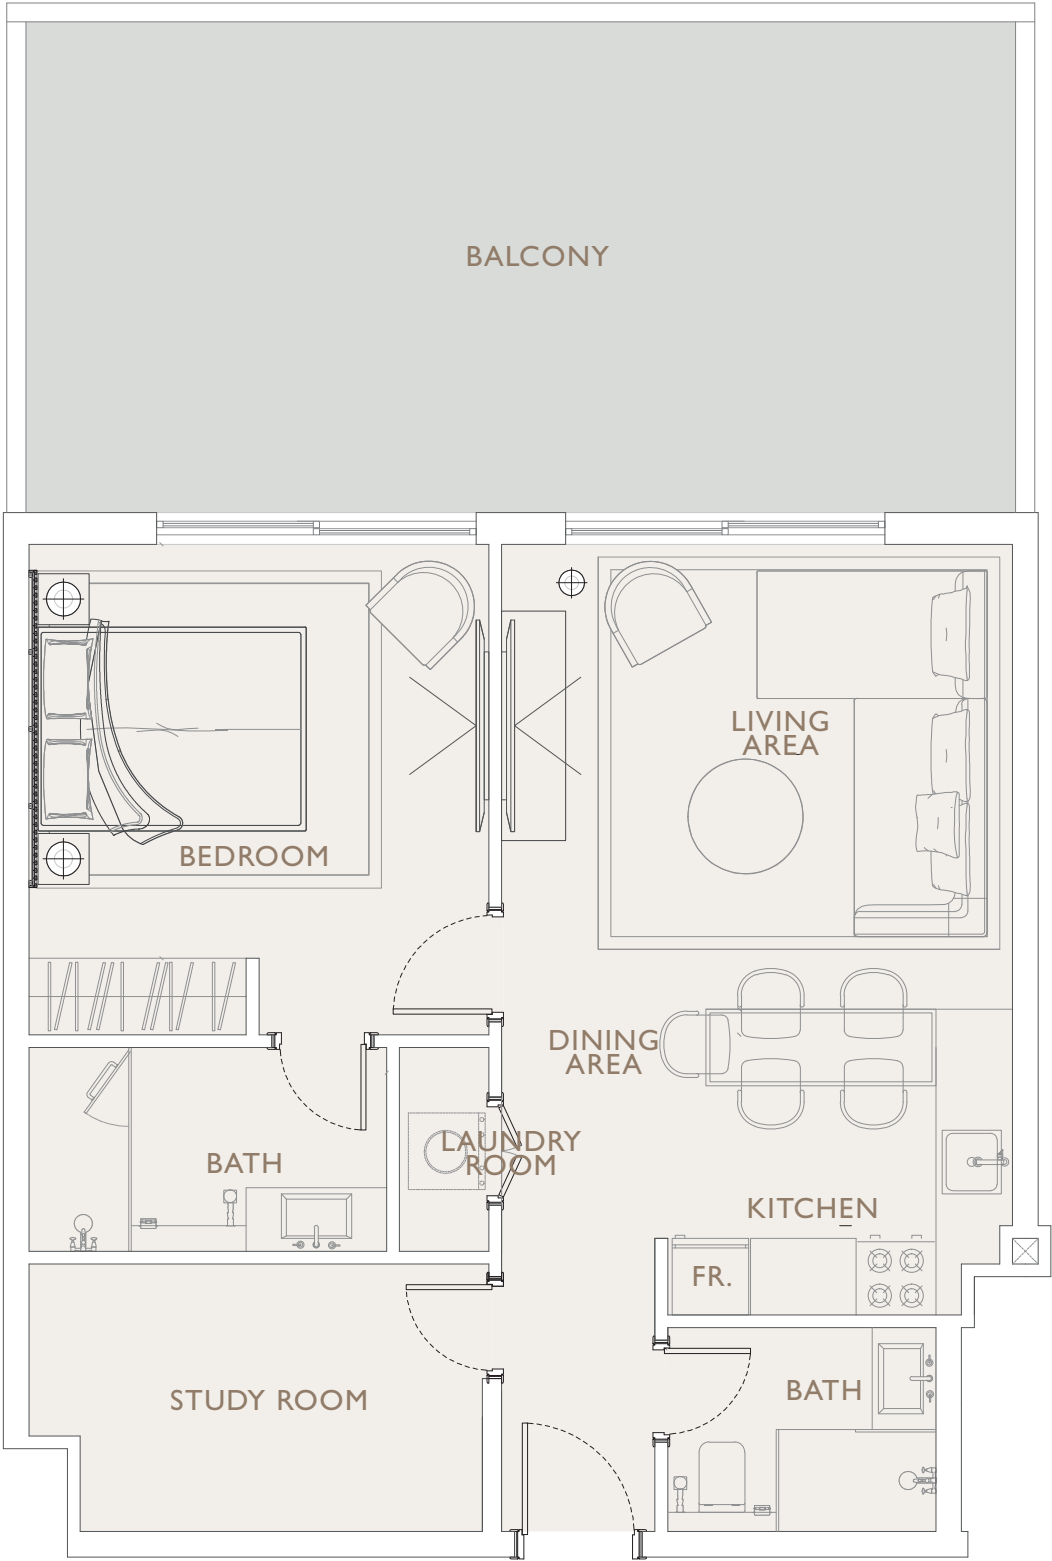 BALCONY
LIVING
AREA
BEDROOM
DINING
AREA
LAUNDRY
ROOM
BATH
KITCHEN
FR.
STUDY ROOM
BATH